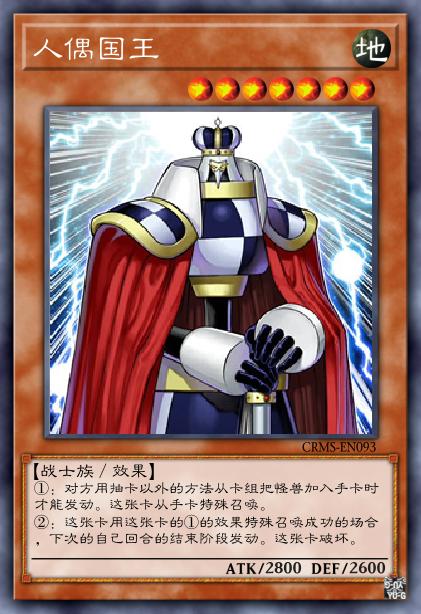 人偶国王
地
CRMS-EN093
【战士族／效果】
①：对方用抽卡以外的方法从卡组把怪兽加入手卡时
才能发动。这张卡从手卡特殊召唤。
②：这张卡用这张卡的①的效果特殊召唤成功的场合
，下次的自己回合的结束阶段发动。这张卡破坏。
ATK/2800 DEF/2600